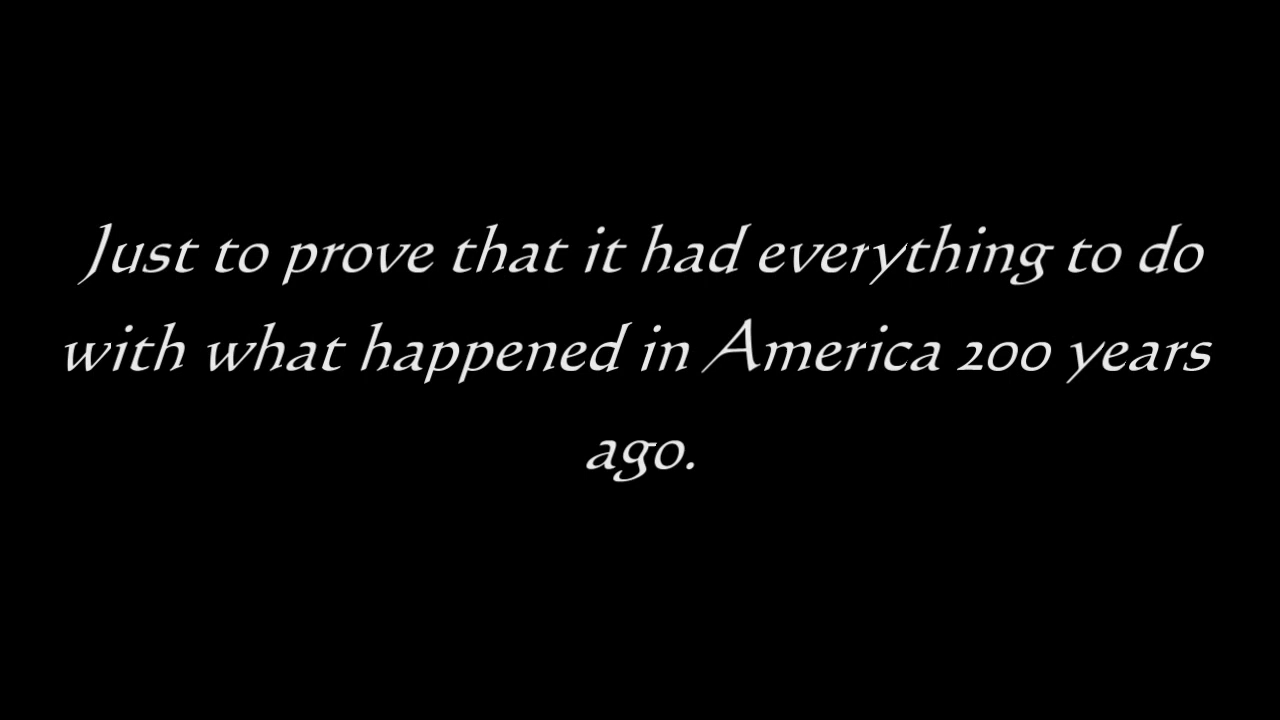 Just to prove that it had everything to do
with what happened in America 200 years
ago.